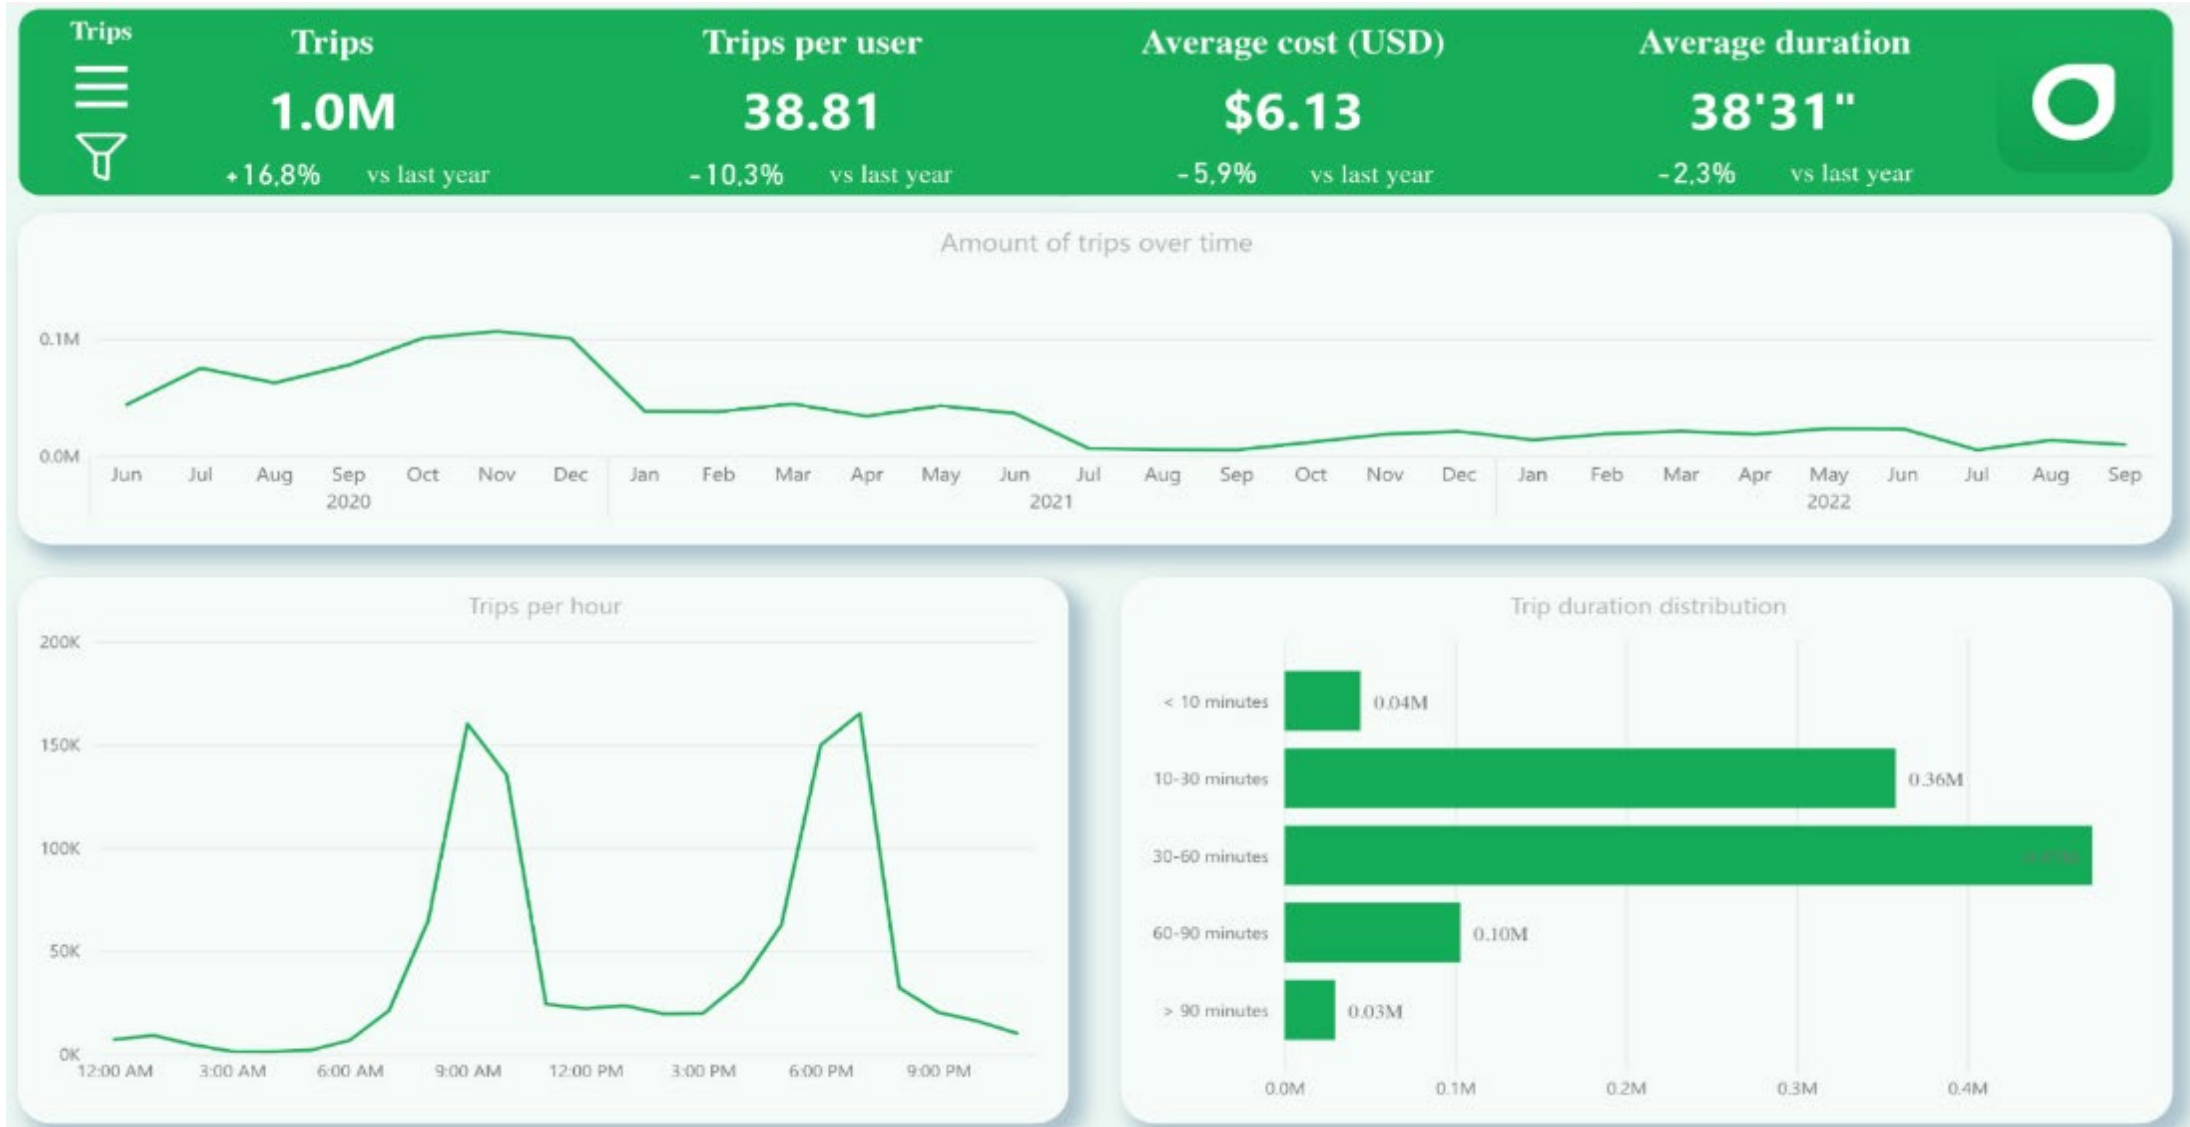 Trips
Trips
1.0M
+16,8% vs last year
Trips per user
38.81
-10,3% vs last year
Average cost (USD)
$6.13
-5,9% vs last year
Average duration
38'31"
-2,3% vs last year
Amount of trips over time
0.1M
0.0M
Jun Jul Aug Sep Oct Nov Dec Jan Feb Mar Apr May Jun Jul Aug Sep Oct Nov Dec Jan Feb Mar Apr May Jun Jul Aug Sep
2020 2021 2022
Trips per hour
200K
150K
100K
50K
0K
12:00 AM 3:00 AM 6:00 AM 9:00 AM 12:00 PM 3:00 PM 6:00 PM 9:00 PM
Trip duration distribution
< 10 minutes 0.04M
10-30 minutes 0.36M
30-60 minutes
60-90 minutes 0.10M
> 90 minutes 0.03M
0.0M 0.1M 0.2M 0.3M 0.4M